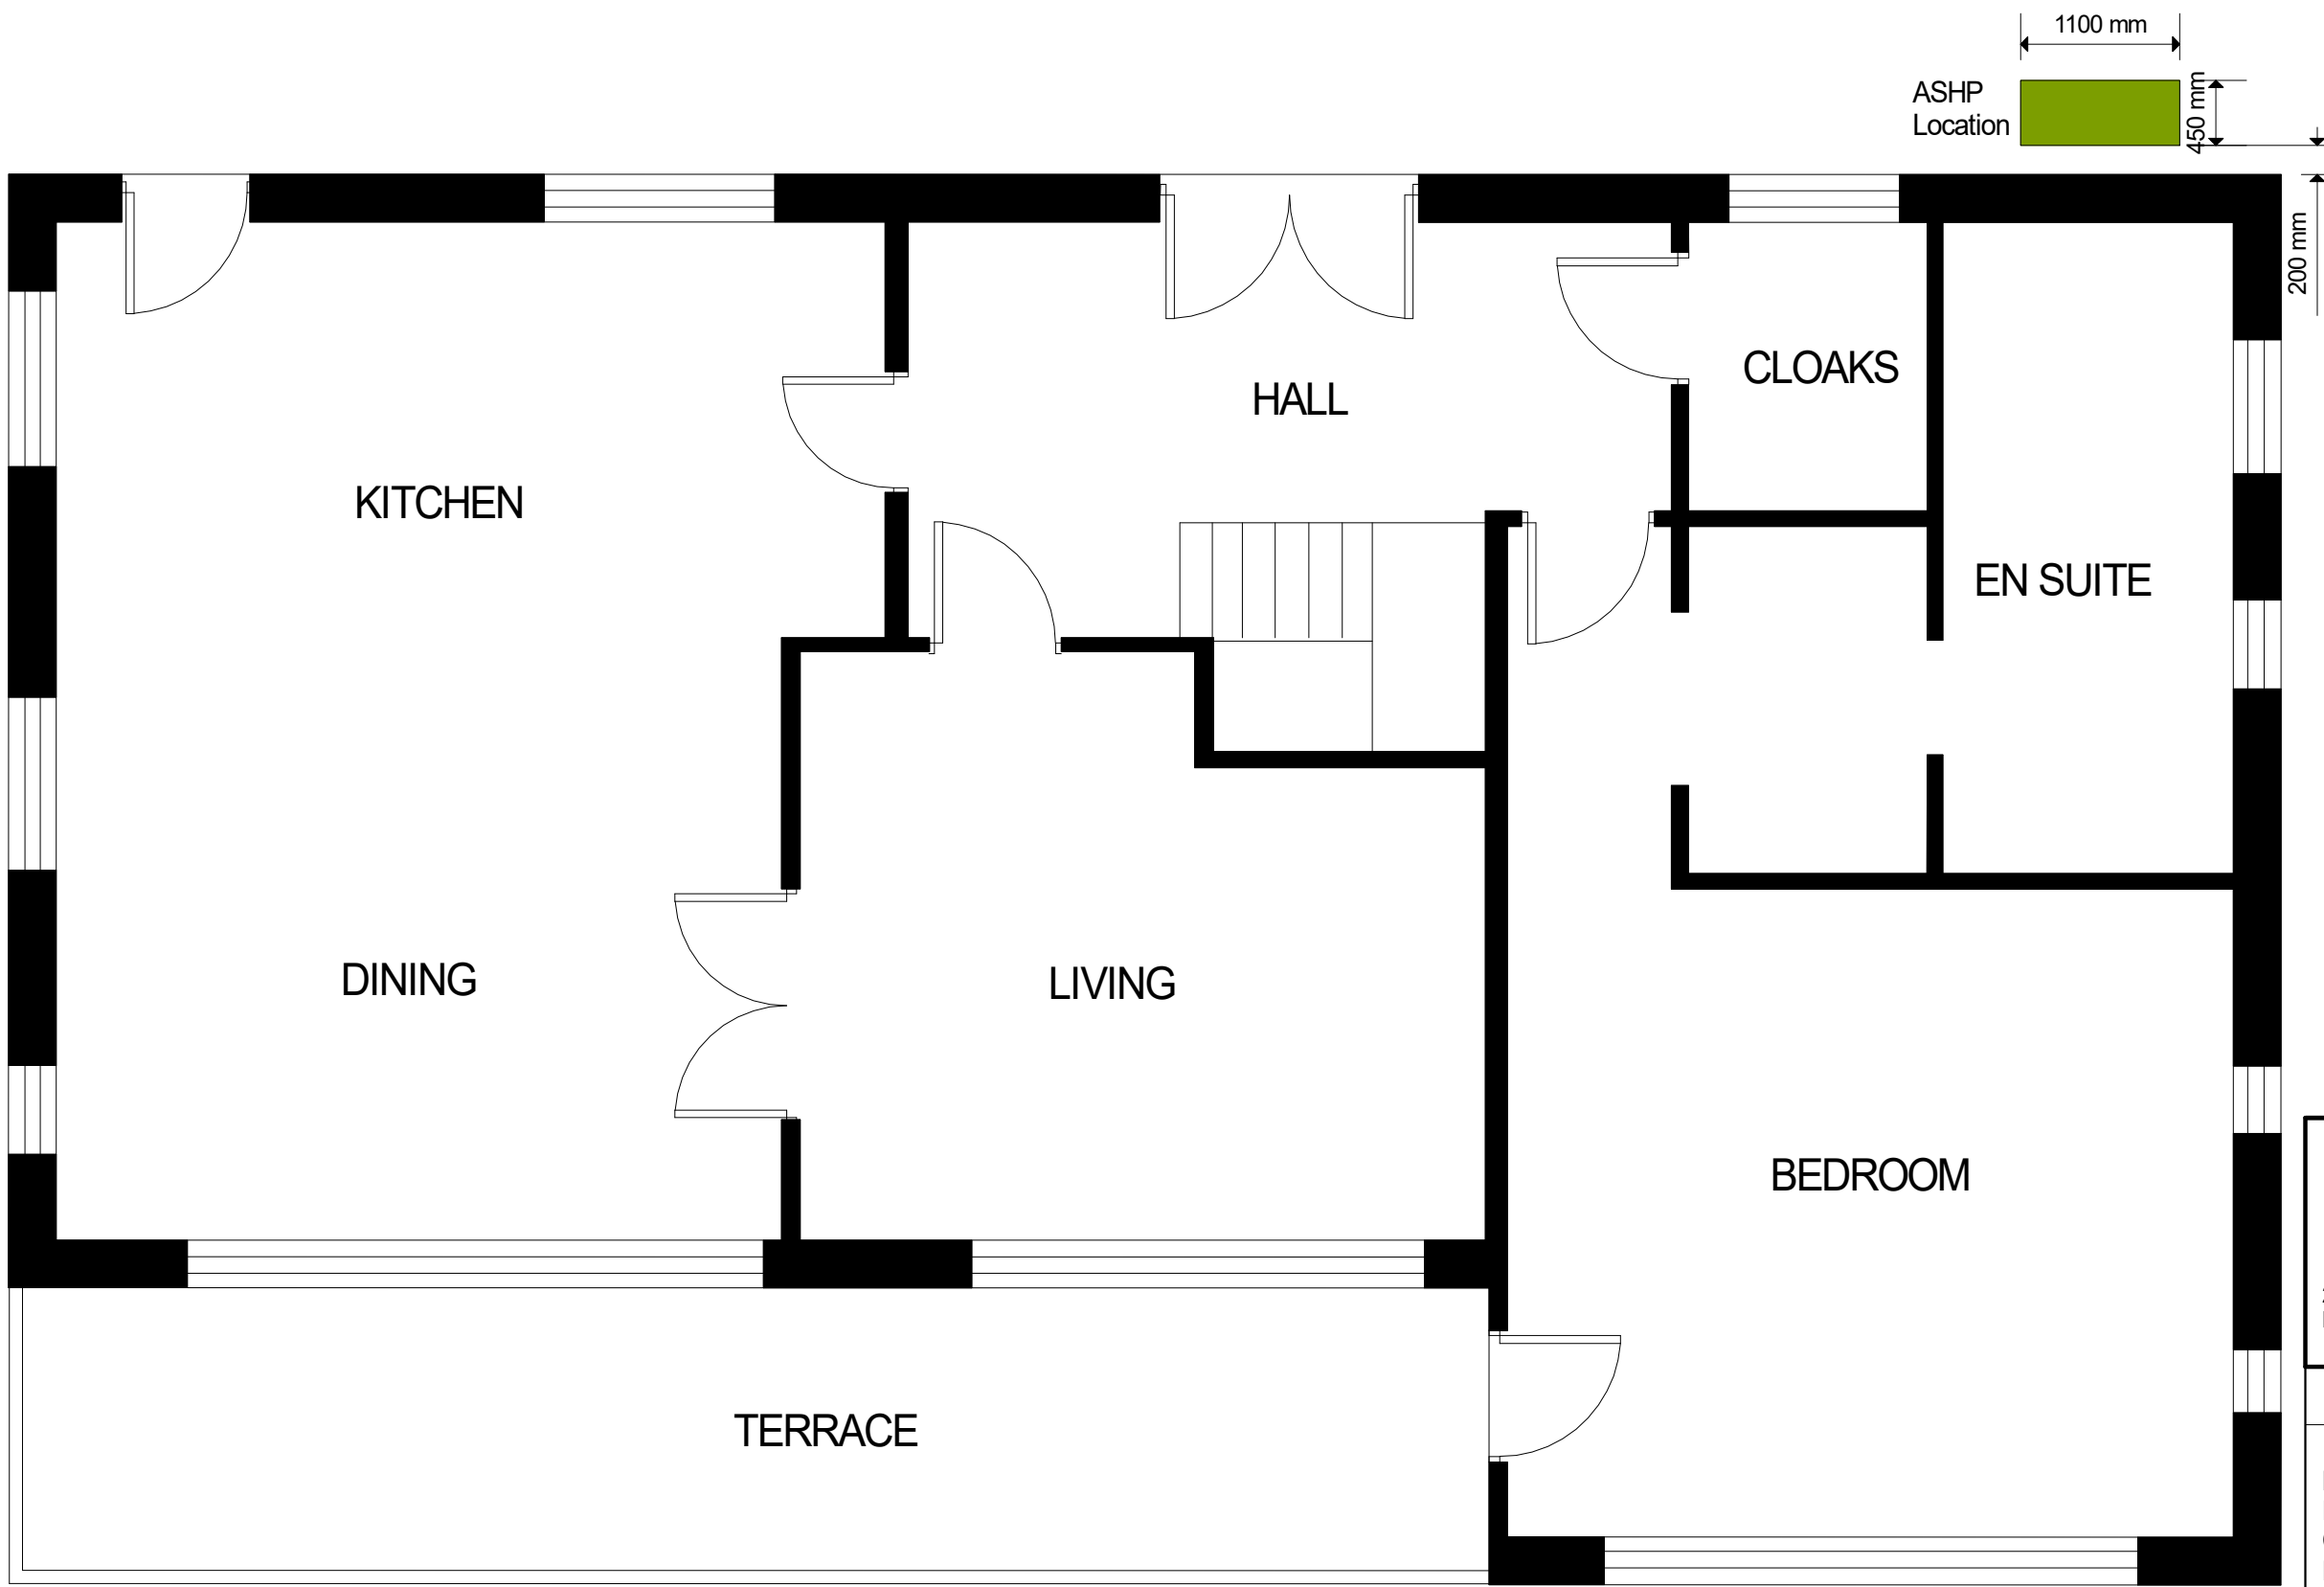 1100 mm
ASHP
Location
450 mm
200 mm
CLOAKS
HALL
KITCHEN
EN SUITE
DINING
LIVING
BEDROOM
TERRACE